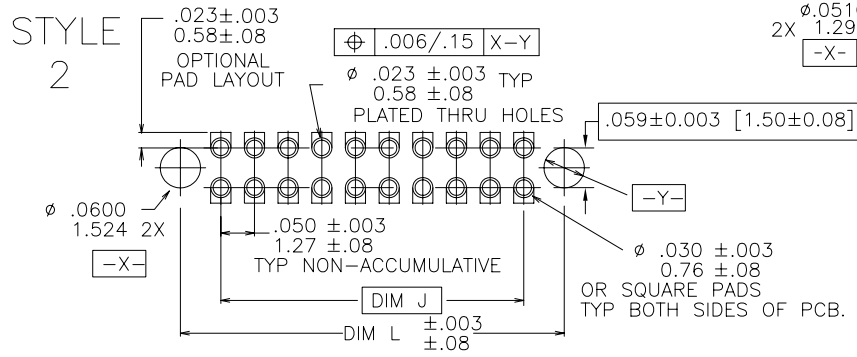 STYLE
2
.023±.003
0.58±.08
OPTIONAL
PAD LAYOUT
⌖ .006/.15 X-Y
ø .023 ±.003 TYP
0.58 ±.08
PLATED THRU HOLES
2X 1.29
-X-
.059±0.003 [1.50±0.08]
-Y-
ø .0600
1.524 2X
-X-
.050 ±.003
1.27 ±.08
TYP NON-ACCUMULATIVE
ø .030 ±.003
0.76 ±.08
OR SQUARE PADS
TYP BOTH SIDES OF PCB.
DIM J
DIM L ±.003
±.08